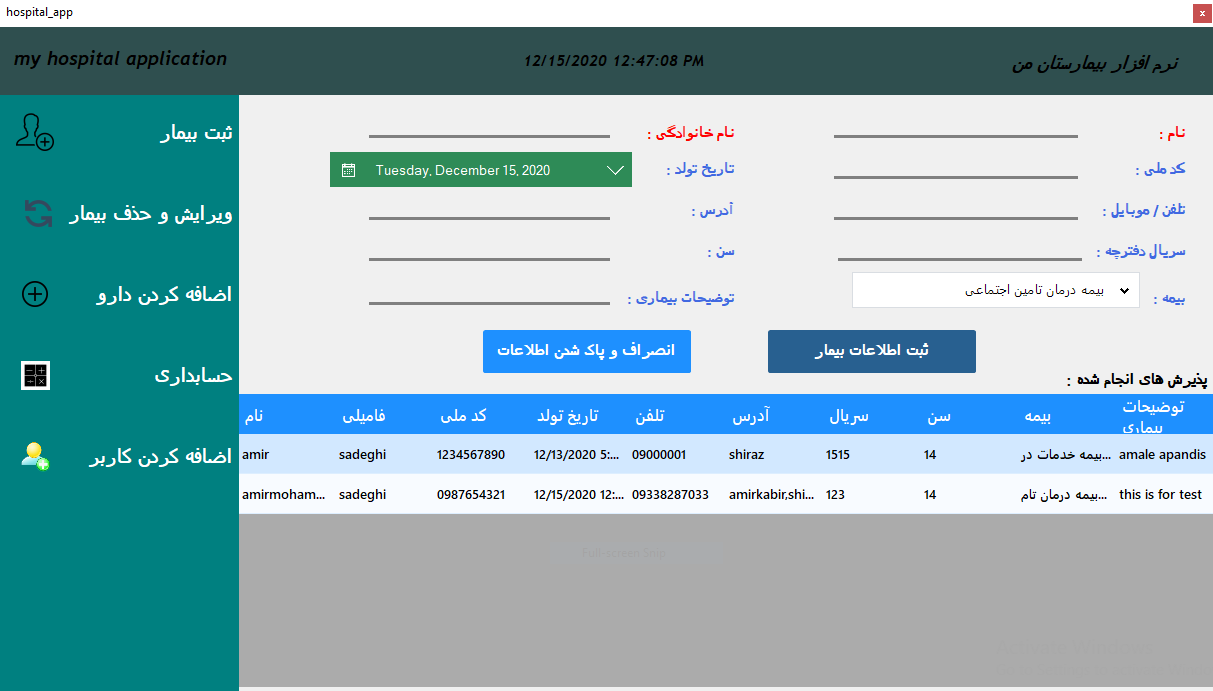 hospital_app
x
my hospital application
12/15/2020 12:47:08 PM
نرم افزار بیمارستان من
ثبت بیمار
ویرایش و حذف بیمار
اضافه کردن دارو
حسابداری
اضافه کردن کاربر
نام :
نام خانوادگی :
کد ملی :
تاریخ تولد :
Tuesday, December 15, 2020
تلفن / موبایل :
آدرس :
سریال دفترچه :
سن :
بیمه :
بیمه درمان تامین اجتماعی
توضیحات بیماری :
ثبت اطلاعات بیمار
انصراف و پاک شدن اطلاعات
پذیرش های انجام شده :
نام فامیلی کد ملی تاریخ تولد تلفن آدرس سریال سن بیمه توضیحات بیماری
amir sadeghi 1234567890 12/13/2020 5:... 09000001 shiraz 1515 14 بیمه خدمات در... amale apandis
amirmoham... sadeghi 0987654321 12/15/2020 12:... 09338287033 amirkabir,shi... 123 14 بیمه درمان تام... this is for test
Full-screen Snip